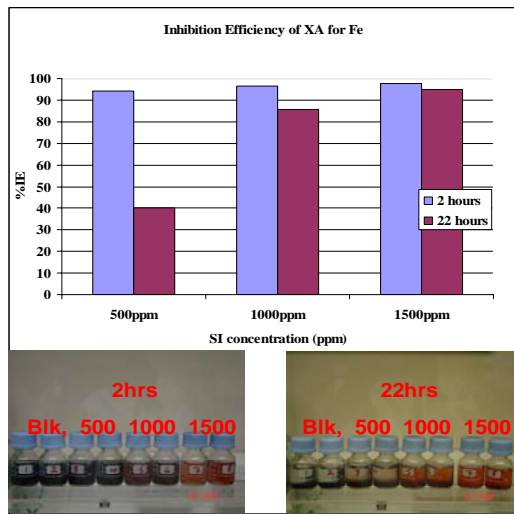 Inhibition Efficiency of XA for Fe
100
90
80
70
60
50
40
30
20
10
0
%IE
2 hours
22 hours
500ppm 1000ppm 1500ppm
SI concentration (ppm)
2hrs
Blk, 500 1000 1500
22hrs
Blk, 500 1000 1500